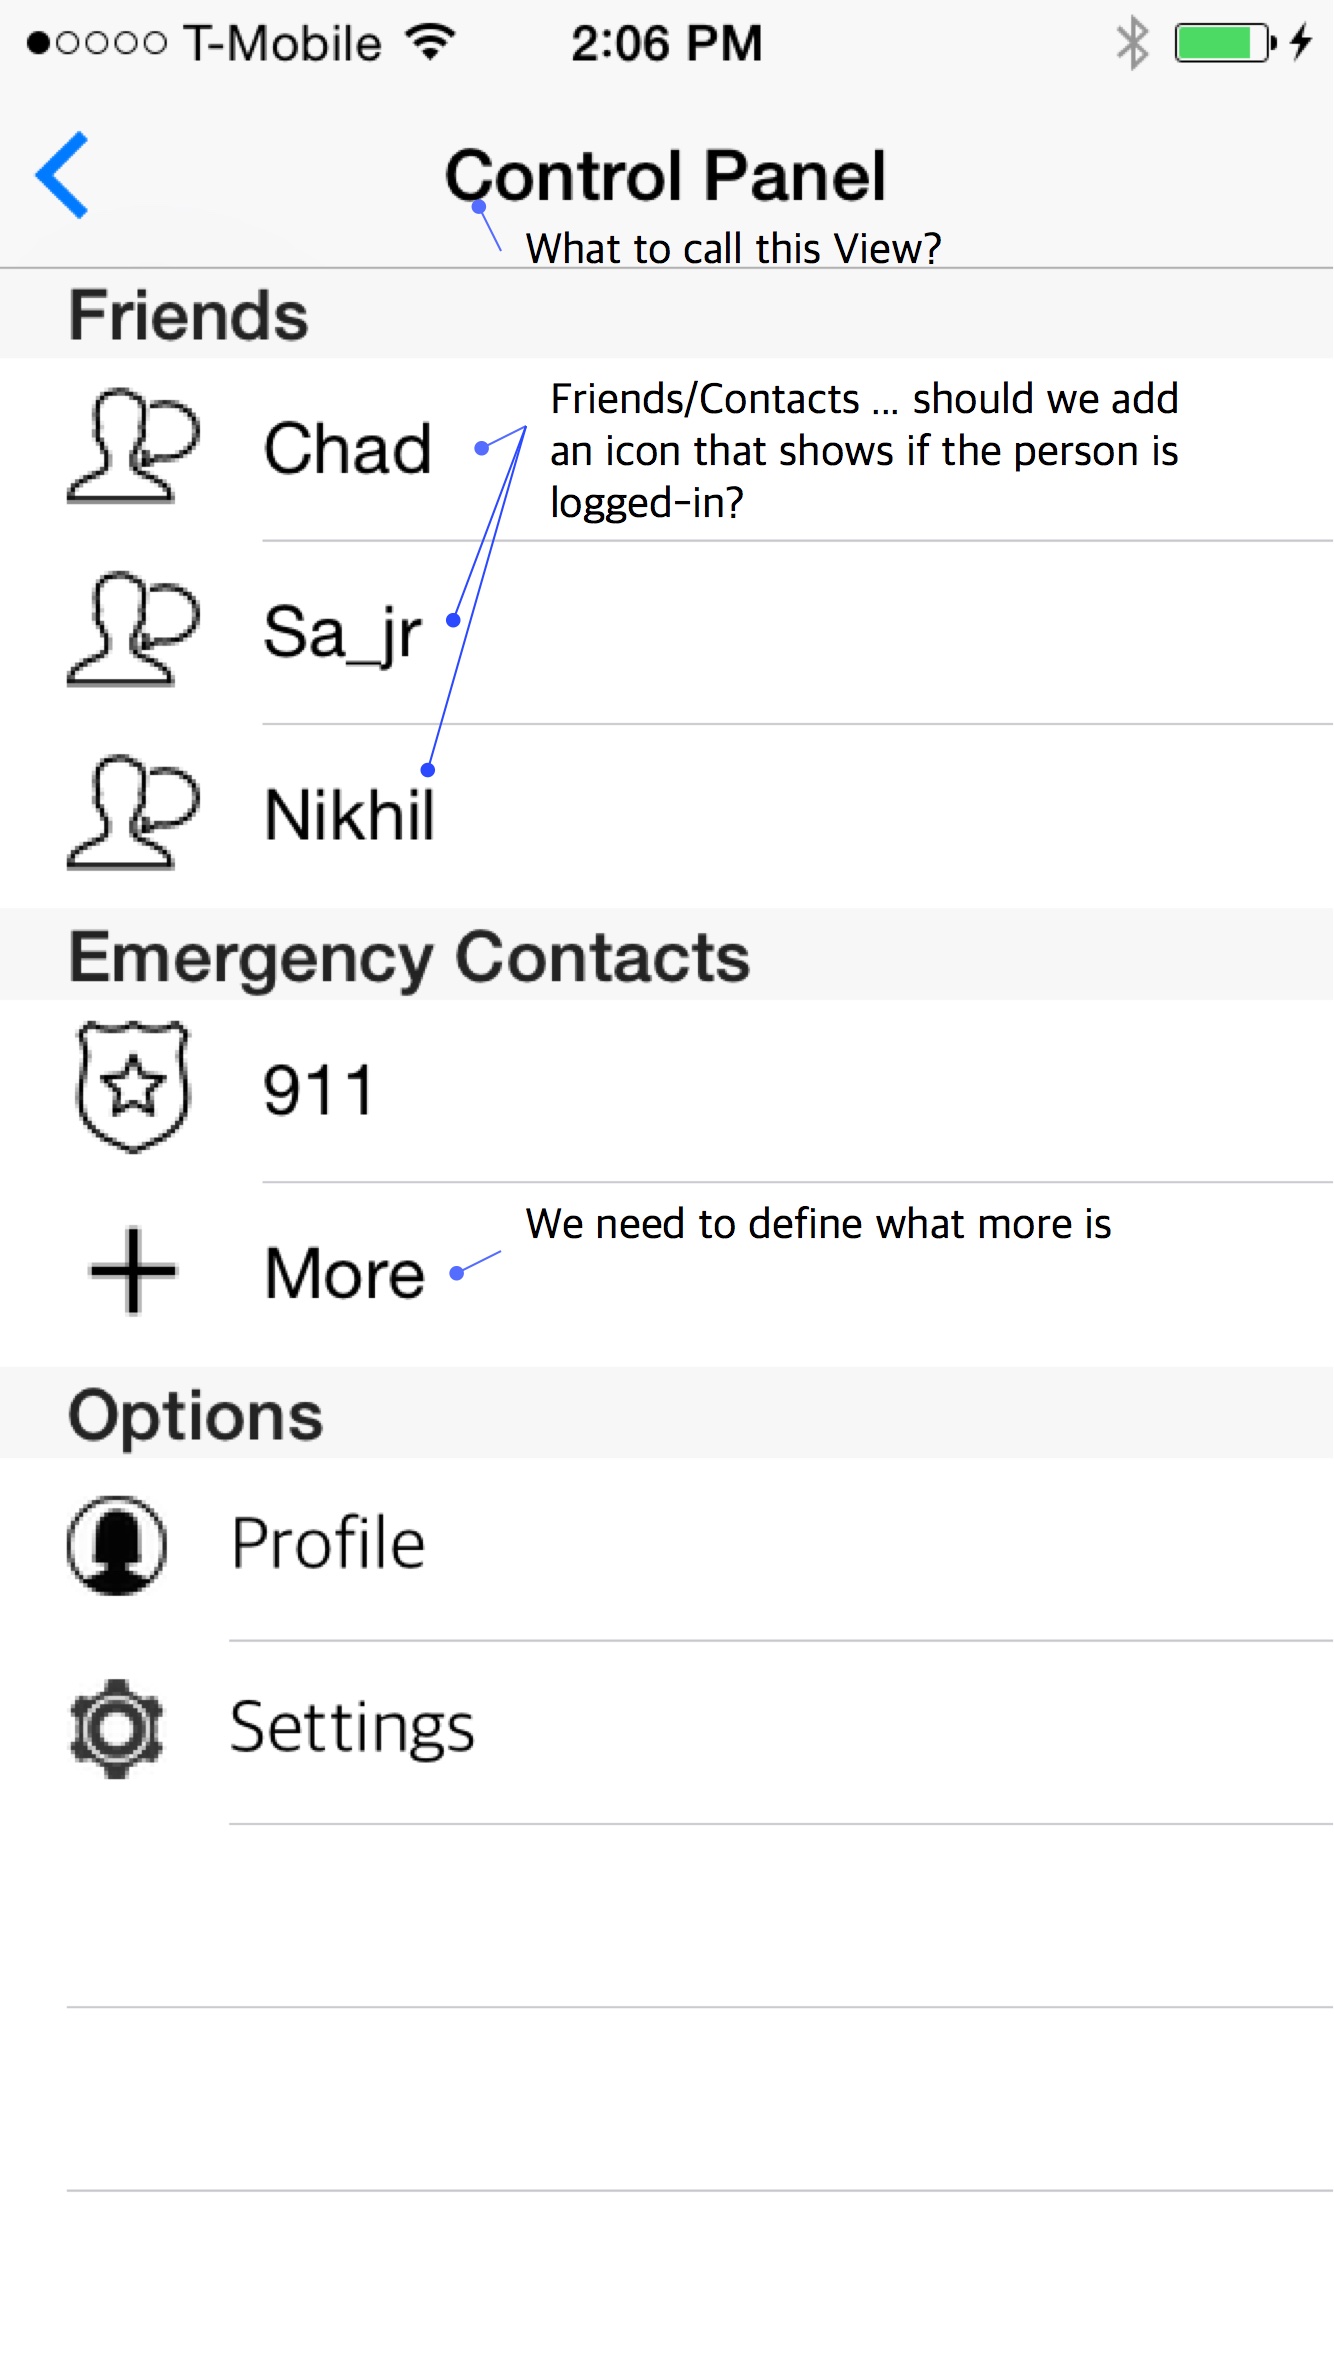 T-Mobile 2:06 PM
Control Panel
What to call this View?
Friends
Chad
Friends/Contacts ... should we add
an icon that shows if the person is
logged-in?
Sa_jr
Nikhil
Emergency Contacts
911
We need to define what more is
More
Options
Profile
Settings